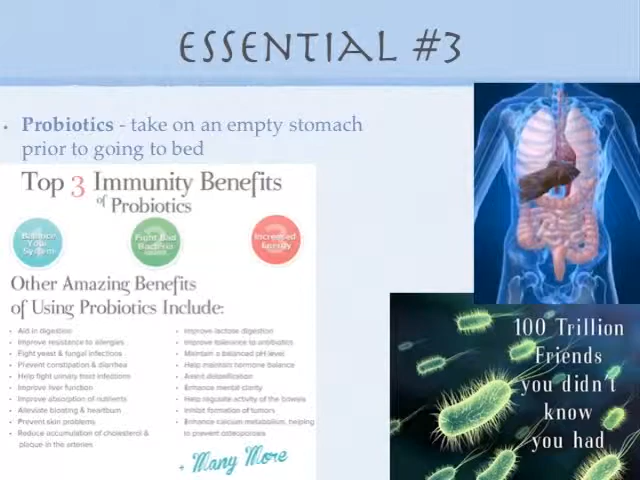 ESSENTIAL #3
• Probiotics - take on an empty stomach
prior to going to bed
Top 3 Immunity Benefits
of Probiotics
Balance
Your
System
Fight Bad
Bacteria
Increased
Energy
Other Amazing Benefits
of Using Probiotics Include:
• Aid in digestion
• Improve resistance to allergies
• Fight yeast & fungal infections
• Prevent constipation & diarrhea
• Help fight urinary tract infections
• Improve liver function
• Improve absorption of nutrients
• Alleviate bloating & heartburn
• Prevent skin problems
• Reduce accumulation of cholesterol &
plaque in the arteries
• Improve lactose digestion
• Improve tolerance to antibiotics
• Maintain a balanced pH level
• Help maintain hormone balance
• Assist detoxification
• Enhance mental clarity
• Help regulate activity of the bowels
• Inhibit formation of tumors
• Enhance calcium metabolism, helping
to prevent osteoporosis
+ Many More
100 Trillion
Friends
you didn't
know
you had